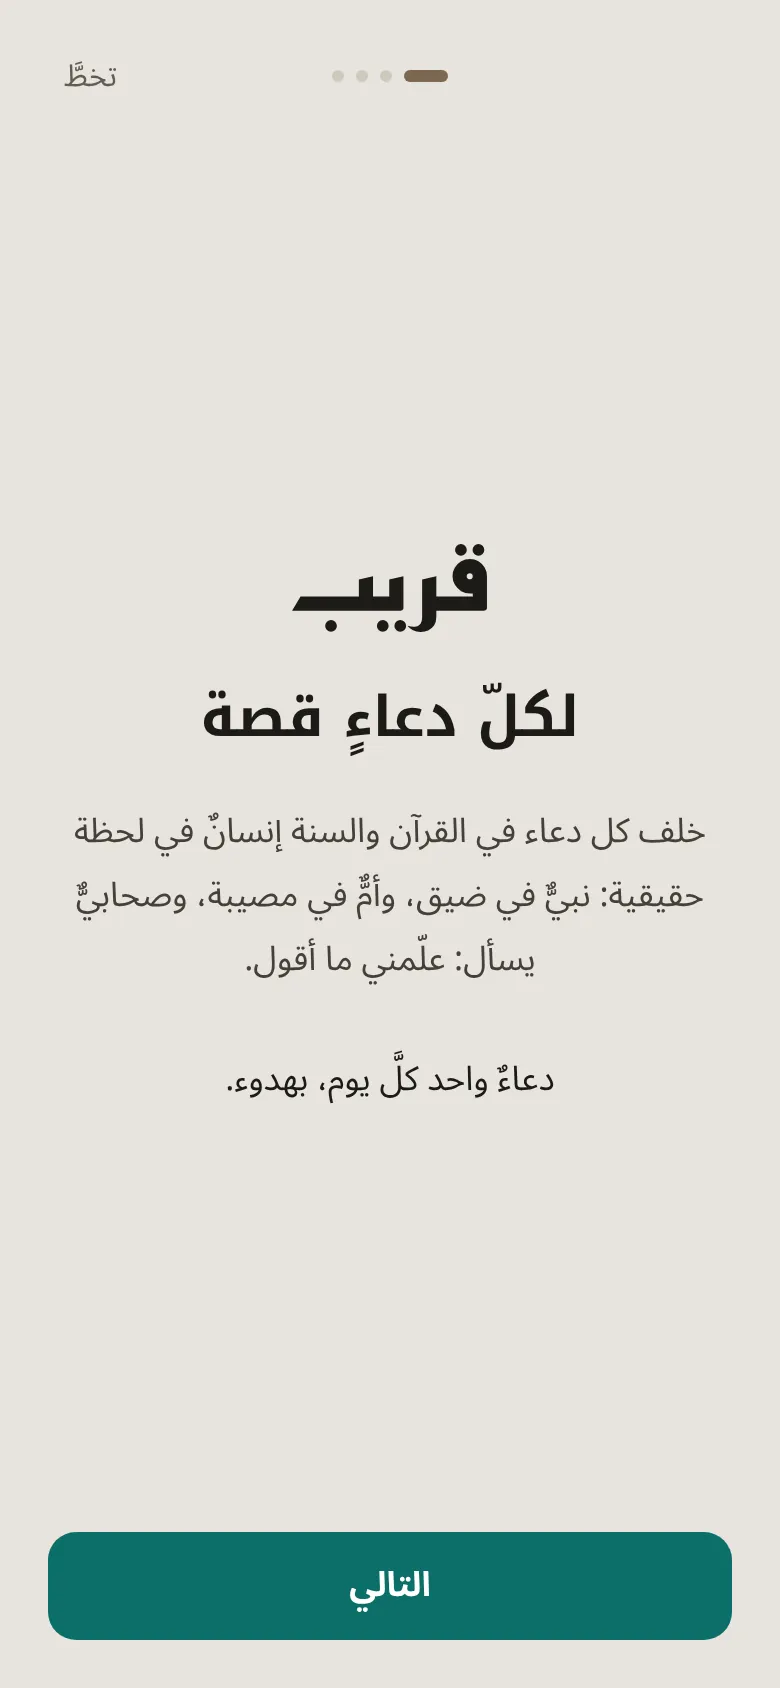 تخطَّ
قريب
لكلّ دعاءٍ قصة
خلف كل دعاء في القرآن والسنة إنسانٌ في لحظة
حقيقية: نبيٌّ في ضيق، وأمٌّ في مصيبة، وصحابيٌّ
يسأل: علّمني ما أقول.
دعاءٌ واحد كلَّ يوم، بهدوء.
التالي